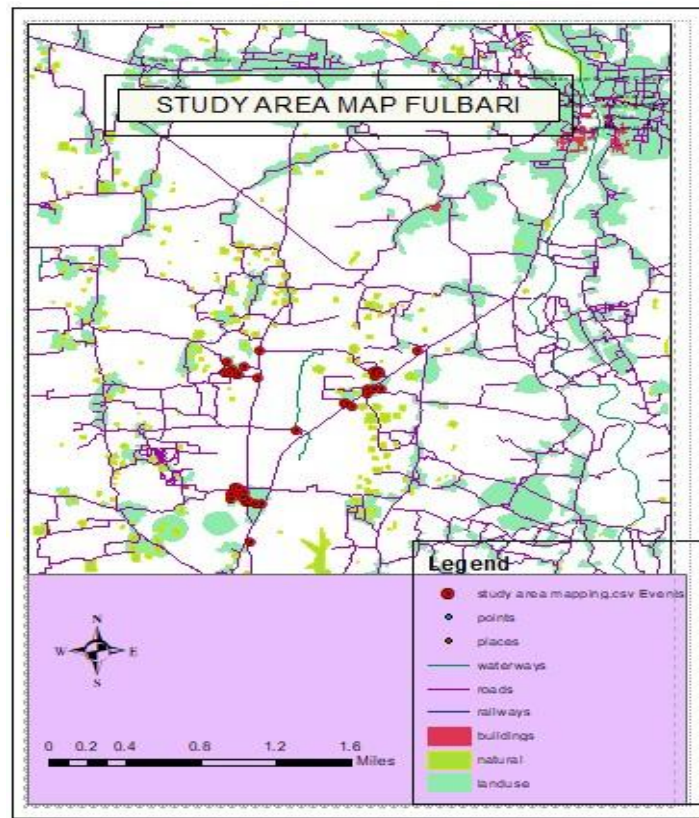 STUDY AREA MAP FULBARI
Legend
study area mapping.csv Events
points
places
waterways
roads
railways
buildings
natural
landuse
N
W E
S
0 0.2 0.4 0.8 1.2 1.6
Miles